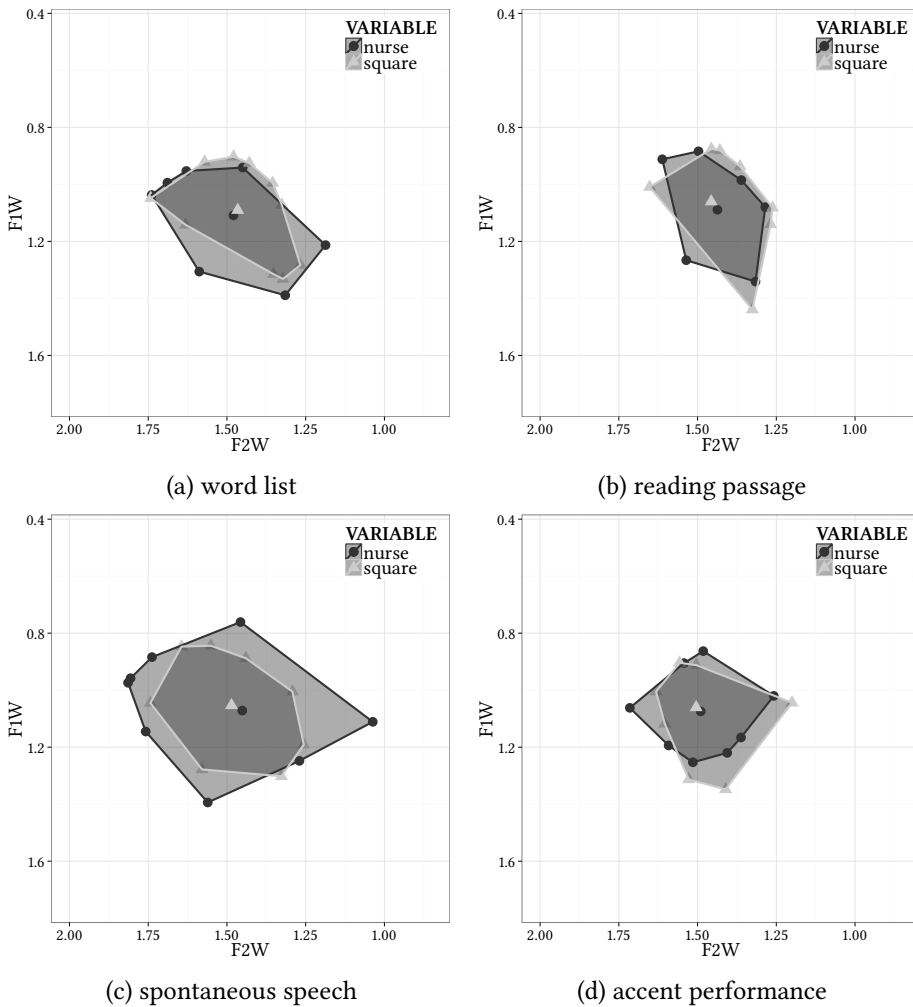 VARIABLE
nurse
square
0.4
0.8
1.2
1.6
F1W
2.00
1.75
1.50
1.25
1.00
F2W
(a) word list
VARIABLE
nurse
square
0.4
0.8
1.2
1.6
F1W
2.00
1.75
1.50
1.25
1.00
F2W
(b) reading passage
VARIABLE
nurse
square
0.4
0.8
1.2
1.6
F1W
2.00
1.75
1.50
1.25
1.00
F2W
(c) spontaneous speech
VARIABLE
nurse
square
0.4
0.8
1.2
1.6
F1W
2.00
1.75
1.50
1.25
1.00
F2W
(d) accent performance